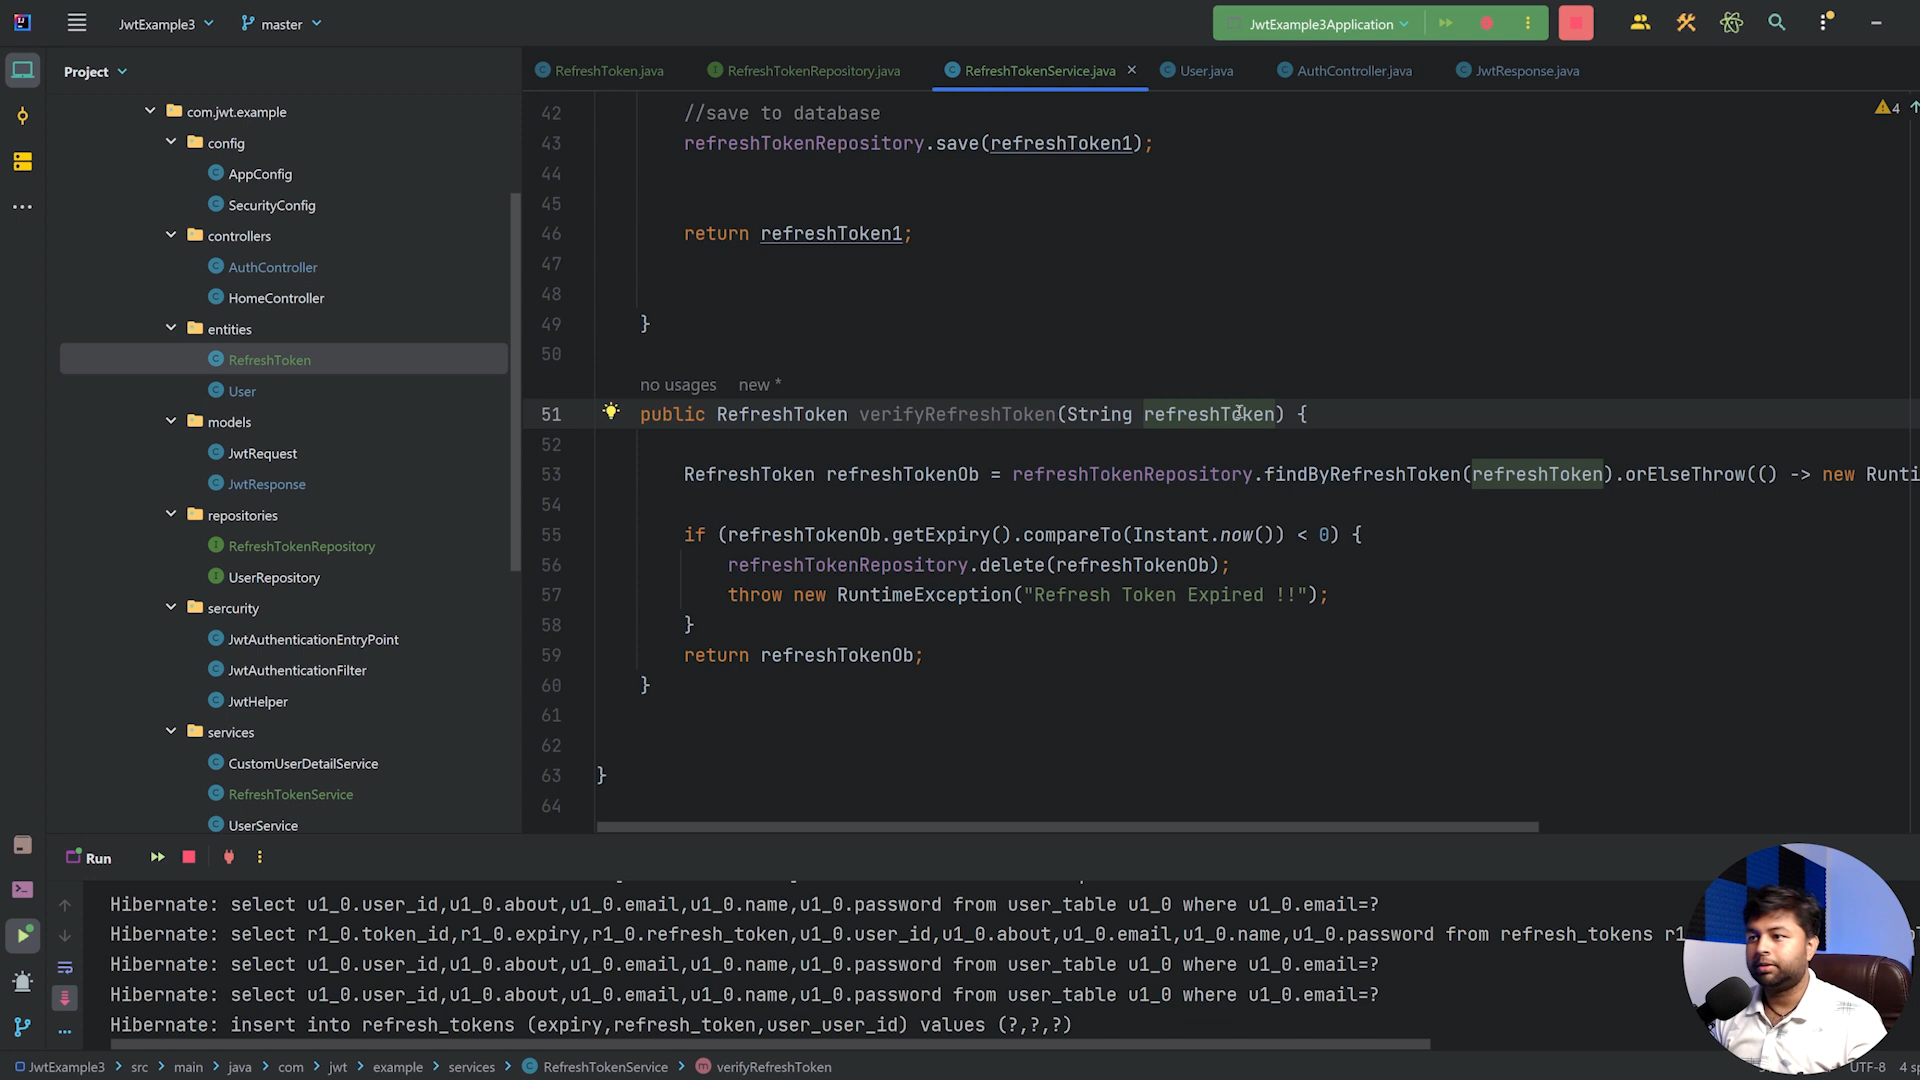 JwtExample3
master
JwtExample3Application
Project
RefreshToken.java
RefreshTokenRepository.java
RefreshTokenService.java
User.java
AuthController.java
JwtResponse.java
com.jwt.example
config
AppConfig
SecurityConfig
controllers
AuthController
HomeController
entities
RefreshToken
User
models
JwtRequest
JwtResponse
repositories
RefreshTokenRepository
UserRepository
sercurity
JwtAuthenticationEntryPoint
JwtAuthenticationFilter
JwtHelper
services
CustomUserDetailService
RefreshTokenService
UserService
4
42 //save to database
43 refreshTokenRepository.save(refreshToken1);
44
45
46 return refreshToken1;
47
48
49 }
50
no usages new *
51 public RefreshToken verifyRefreshToken(String refreshToken) {
52
53 RefreshToken refreshTokenOb = refreshTokenRepository.findByRefreshToken(refreshToken).orElseThrow(() -> new Runti
54
55 if (refreshTokenOb.getExpiry().compareTo(Instant.now()) < 0) {
56 refreshTokenRepository.delete(refreshTokenOb);
57 throw new RuntimeException("Refresh Token Expired !!");
58 }
59 return refreshTokenOb;
60 }
61
62
63 }
64
Run
Hibernate: select u1_0.user_id,u1_0.about,u1_0.email,u1_0.name,u1_0.password from user_table u1_0 where u1_0.email=?
Hibernate: select r1_0.token_id,r1_0.expiry,r1_0.refresh_token,u1_0.user_id,u1_0.about,u1_0.email,u1_0.name,u1_0.password from refresh_tokens r1
Hibernate: select u1_0.user_id,u1_0.about,u1_0.email,u1_0.name,u1_0.password from user_table u1_0 where u1_0.email=?
Hibernate: select u1_0.user_id,u1_0.about,u1_0.email,u1_0.name,u1_0.password from user_table u1_0 where u1_0.email=?
Hibernate: insert into refresh_tokens (expiry,refresh_token,user_user_id) values (?,?,?)
JwtExample3 > src > main > java > com > jwt > example > services > RefreshTokenService > verifyRefreshToken
UTF-8 4 sp